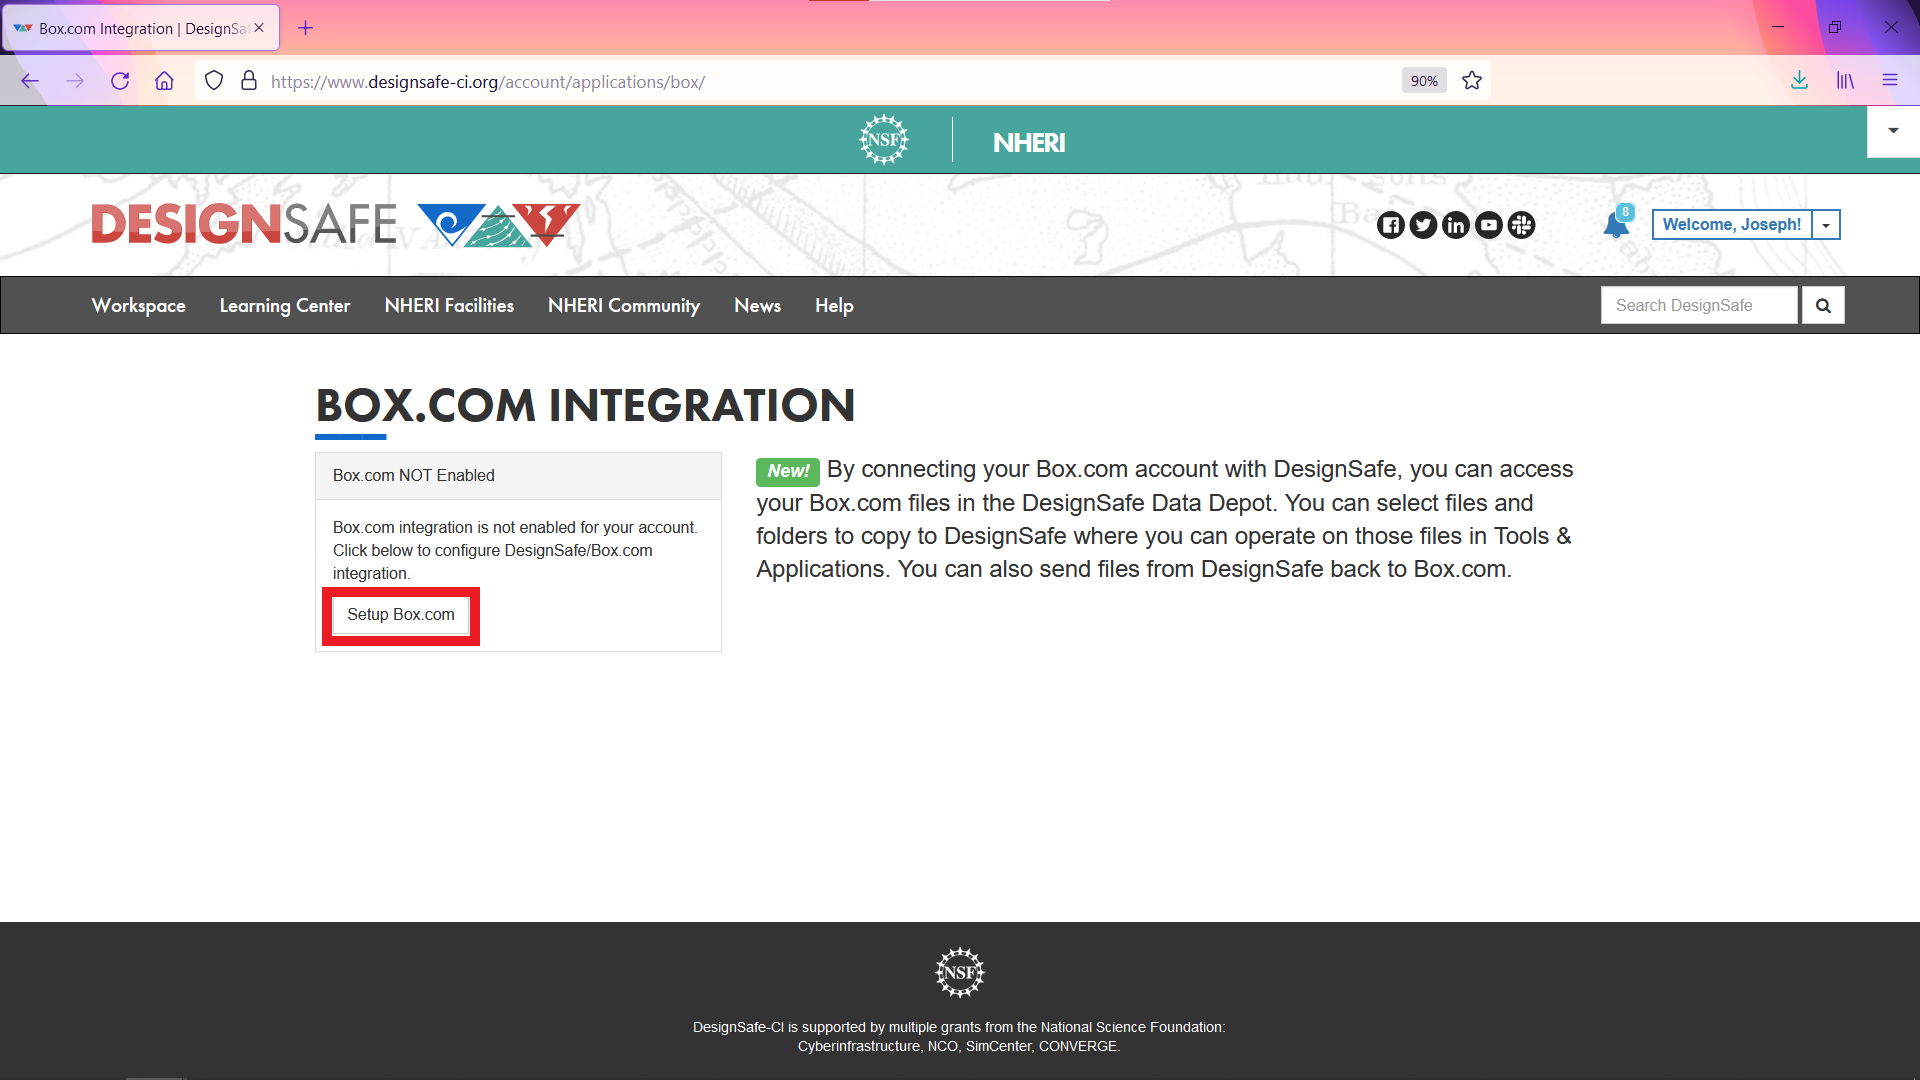 Box.com Integration | DesignSa
https://www.designsafe-ci.org/account/applications/box/
90%
NSF
NHERI
DESIGNSAFE
8
Welcome, Joseph!
Workspace
Learning Center
NHERI Facilities
NHERI Community
News
Help
Search DesignSafe
BOX.COM INTEGRATION
Box.com NOT Enabled
Box.com integration is not enabled for your account.
Click below to configure DesignSafe/Box.com
integration.
Setup Box.com
New! By connecting your Box.com account with DesignSafe, you can access
your Box.com files in the DesignSafe Data Depot. You can select files and
folders to copy to DesignSafe where you can operate on those files in Tools &
Applications. You can also send files from DesignSafe back to Box.com.
NSF
DesignSafe-CI is supported by multiple grants from the National Science Foundation:
Cyberinfrastructure, NCO, SimCenter, CONVERGE.